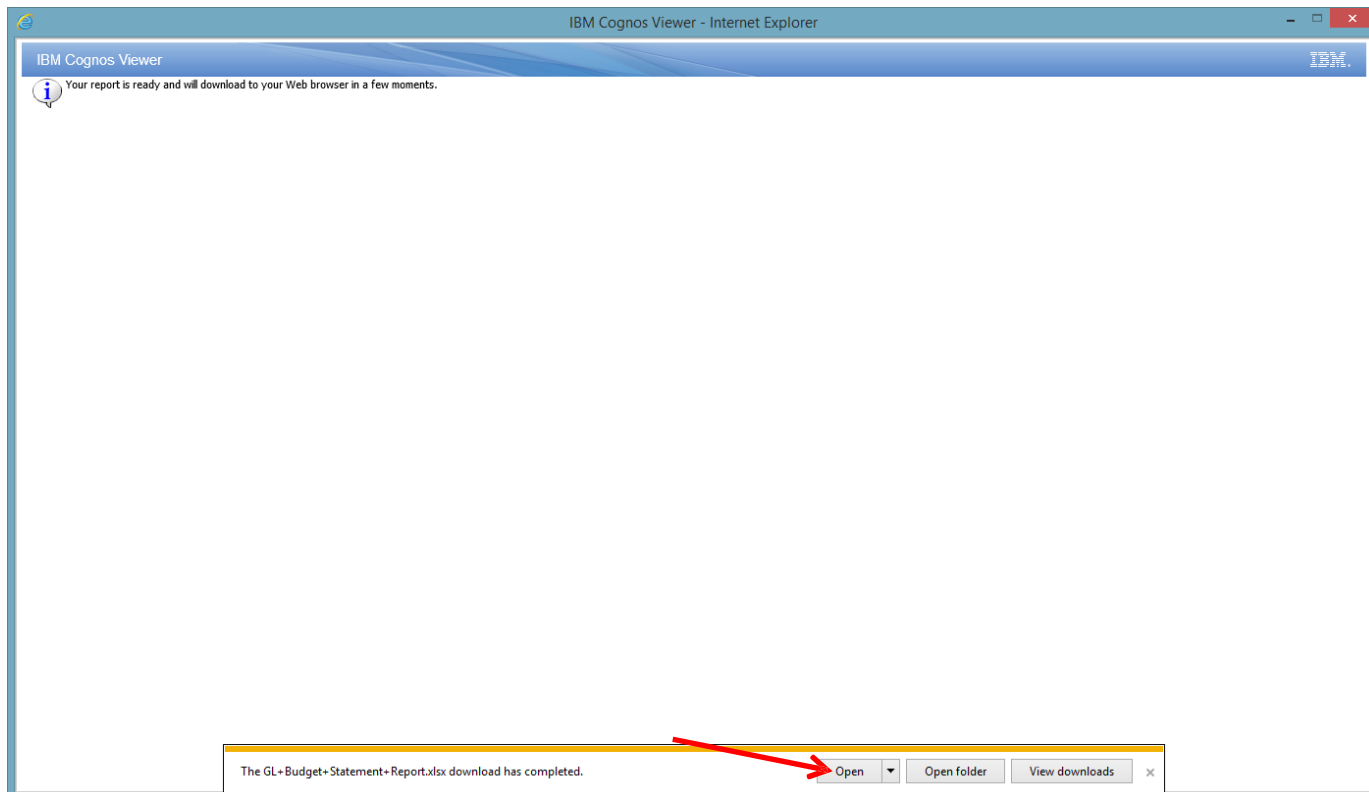 IBM Cognos Viewer - Internet Explorer
IBM Cognos Viewer
IBM.
Your report is ready and will download to your Web browser in a few moments.
The GL+Budget+Statement+Report.xlsx download has completed.
Open
Open folder
View downloads